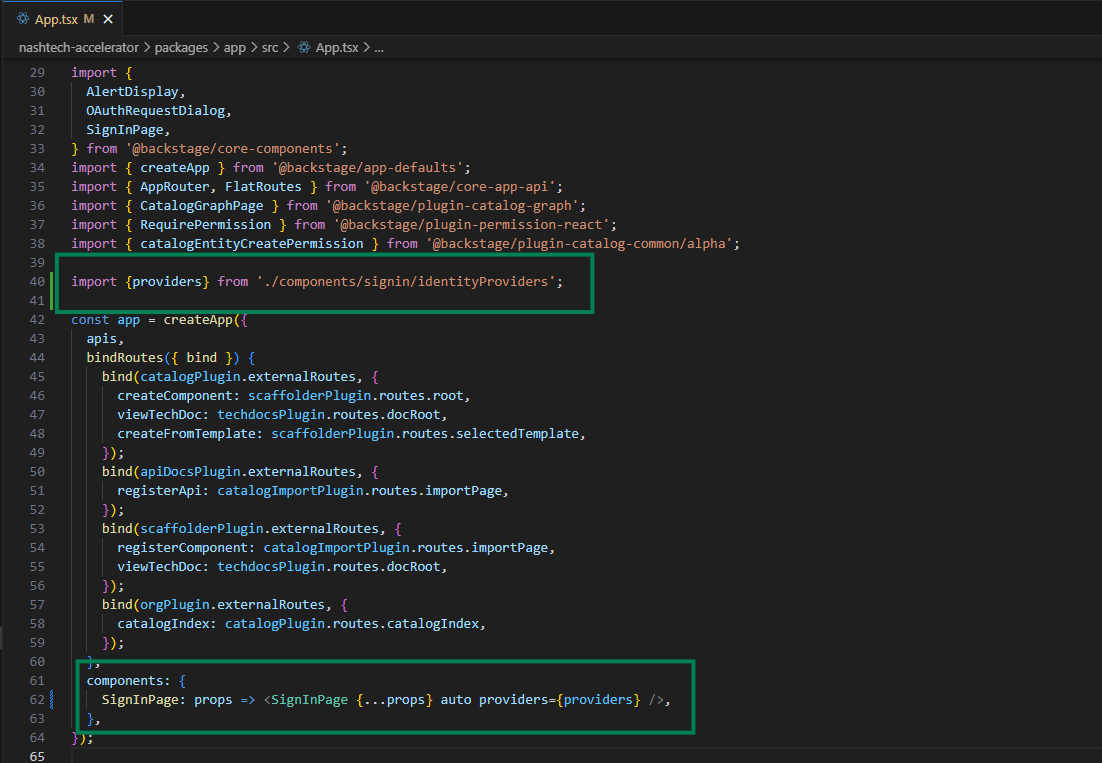 App.tsx M ×
nashtech-accelerator > packages > app > src > App.tsx > ...
29 import {
30   AlertDisplay,
31   OAuthRequestDialog,
32   SignInPage,
33 } from '@backstage/core-components';
34 import { createApp } from '@backstage/app-defaults';
35 import { AppRouter, FlatRoutes } from '@backstage/core-app-api';
36 import { CatalogGraphPage } from '@backstage/plugin-catalog-graph';
37 import { RequirePermission } from '@backstage/plugin-permission-react';
38 import { catalogEntityCreatePermission } from '@backstage/plugin-catalog-common/alpha';
39
40 import {providers} from './components/signin/identityProviders';
41
42 const app = createApp({
43   apis,
44   bindRoutes({ bind }) {
45     bind(catalogPlugin.externalRoutes, {
46       createComponent: scaffolderPlugin.routes.root,
47       viewTechDoc: techdocsPlugin.routes.docRoot,
48       createFromTemplate: scaffolderPlugin.routes.selectedTemplate,
49     });
50     bind(apiDocsPlugin.externalRoutes, {
51       registerApi: catalogImportPlugin.routes.importPage,
52     });
53     bind(scaffolderPlugin.externalRoutes, {
54       registerComponent: catalogImportPlugin.routes.importPage,
55       viewTechDoc: techdocsPlugin.routes.docRoot,
56     });
57     bind(orgPlugin.externalRoutes, {
58       catalogIndex: catalogPlugin.routes.catalogIndex,
59     });
60   },
61   components: {
62     SignInPage: props => <SignInPage {...props} auto providers={providers} />,
63   },
64 });
65